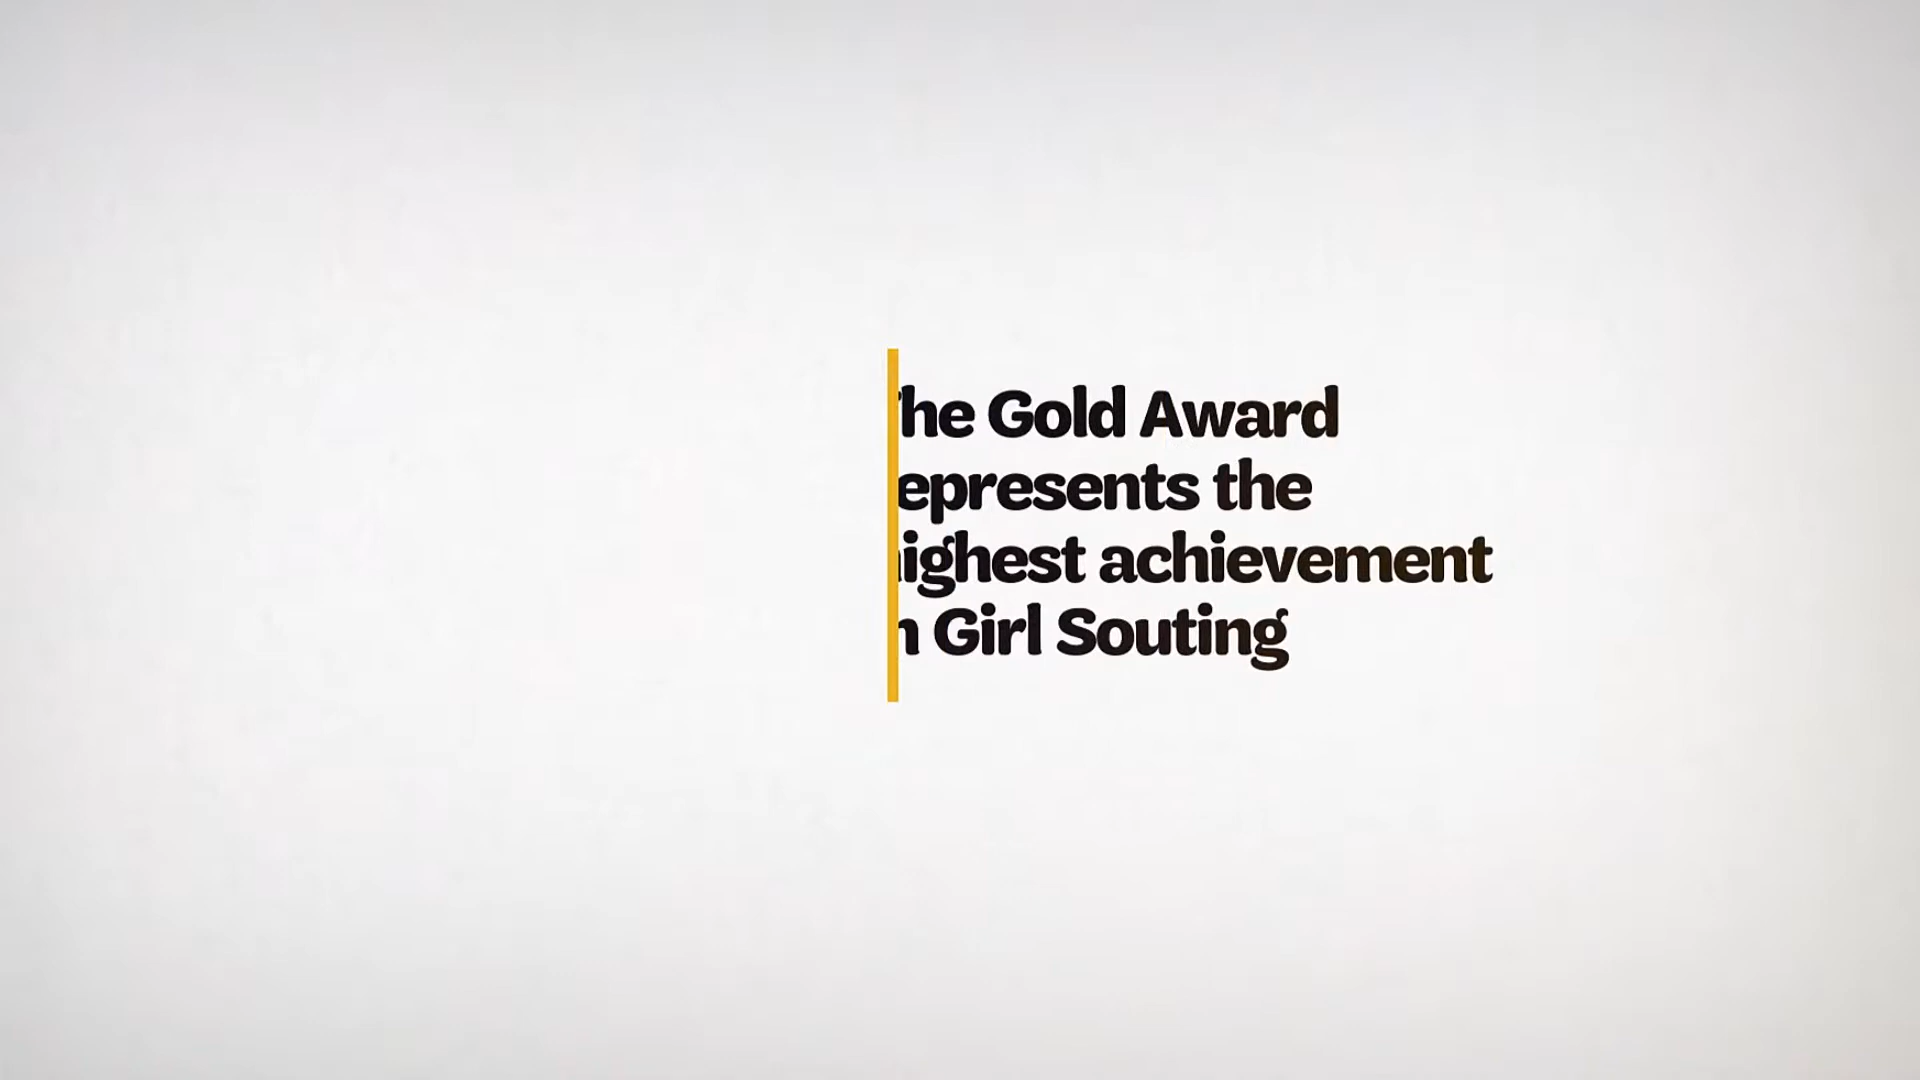 he Gold Award
epresents the
ighest achievement
n Girl Souting